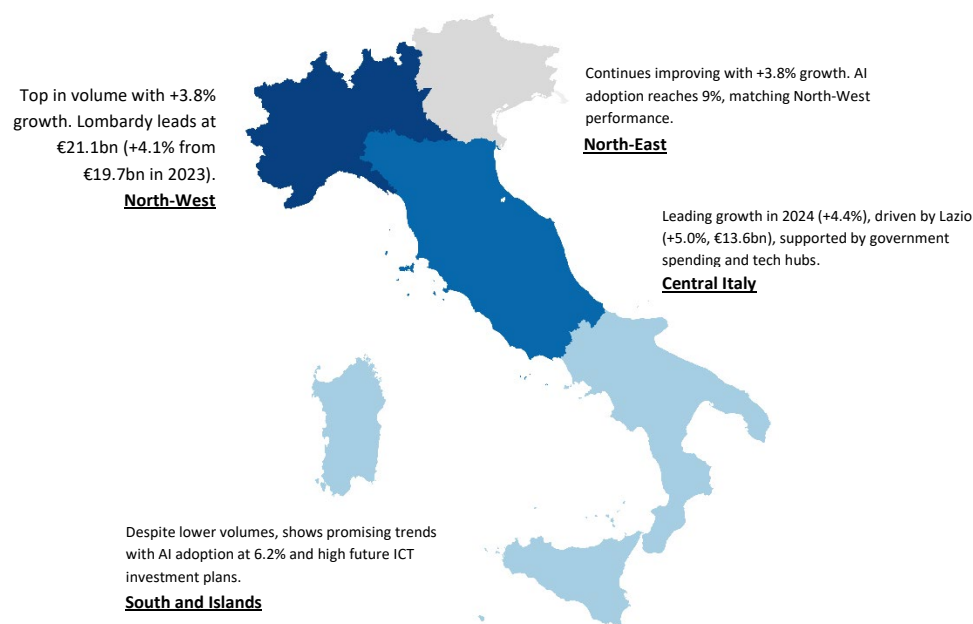 Top in volume with +3.8%
growth. Lombardy leads at
€21.1bn (+4.1% from
€19.7bn in 2023).
North-West
Continues improving with +3.8% growth. AI
adoption reaches 9%, matching North-West
performance.
North-East
Leading growth in 2024 (+4.4%), driven by Lazio
(+5.0%, €13.6bn), supported by government
spending and tech hubs.
Central Italy
Despite lower volumes, shows promising trends
with AI adoption at 6.2% and high future ICT
investment plans.
South and Islands